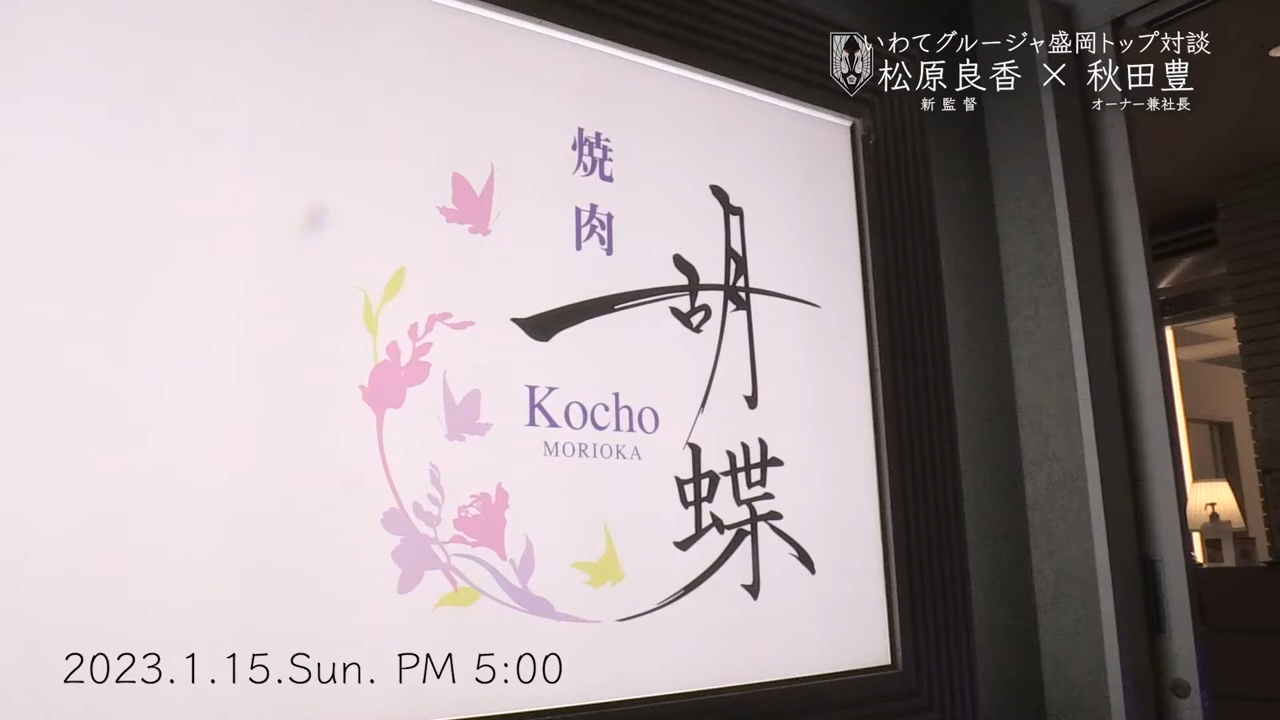 いわてグルージャ盛岡トップ対談
松原良香 × 秋田豊
新監督 オーナー兼社長
焼肉
胡蝶
Kocho
MORIOKA
2023.1.15.Sun. PM 5:00